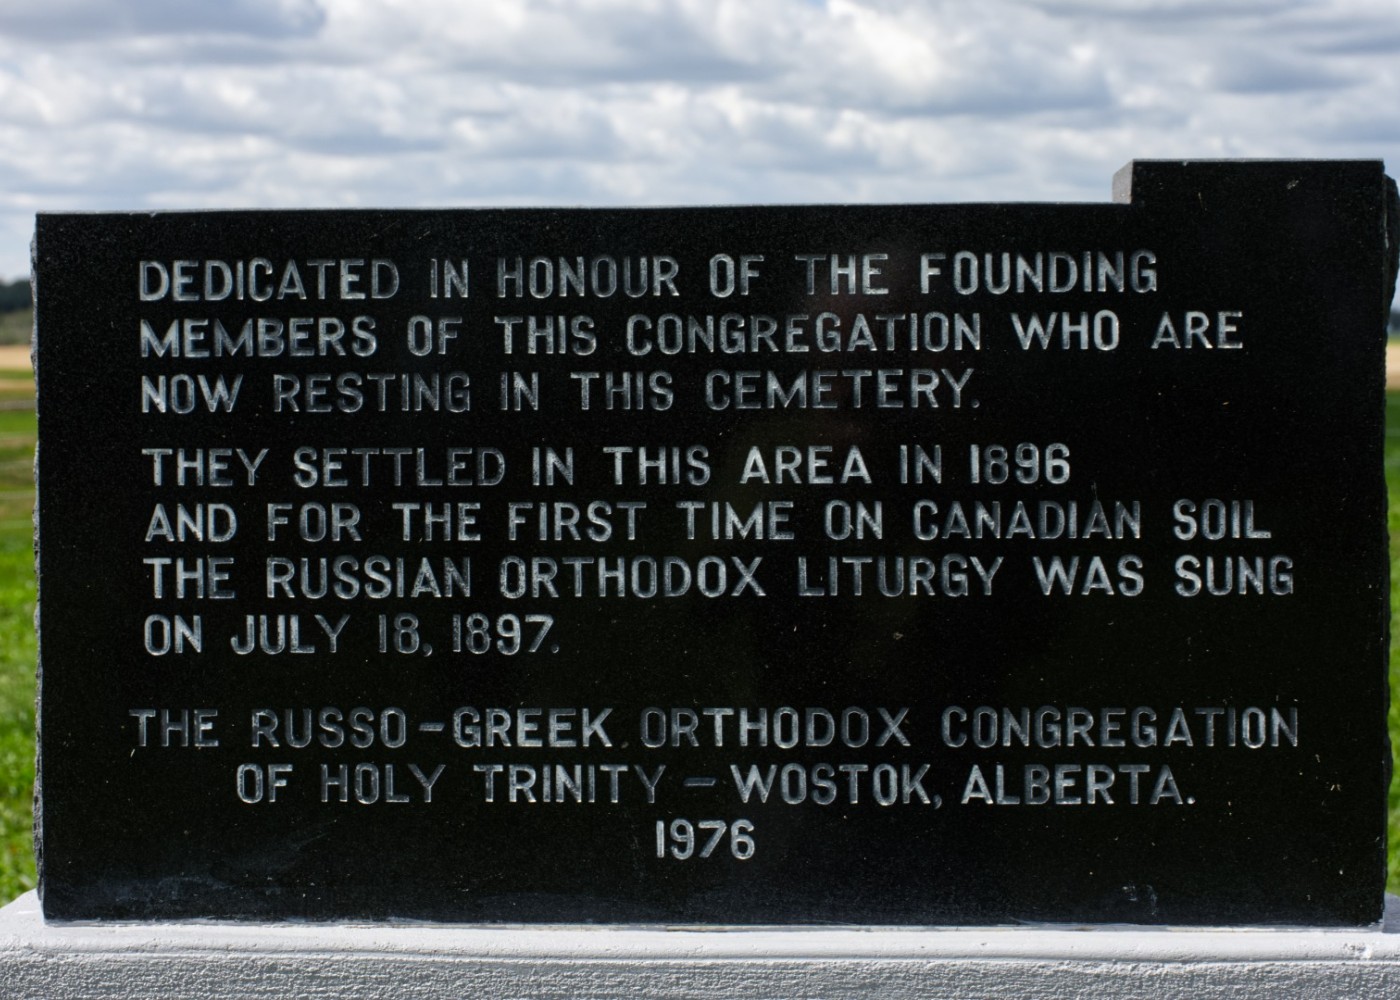 DEDICATED IN HONOUR OF THE FOUNDING
MEMBERS OF THIS CONGREGATION WHO ARE
NOW RESTING IN THIS CEMETERY.
THEY SETTLED IN THIS AREA IN 1896
AND FOR THE FIRST TIME ON CANADIAN SOIL
THE RUSSIAN ORTHODOX LITURGY WAS SUNG
ON JULY 18, 1897.
THE RUSSO-GREEK ORTHODOX CONGREGATION
OF HOLY TRINITY - WOSTOK, ALBERTA.
1976